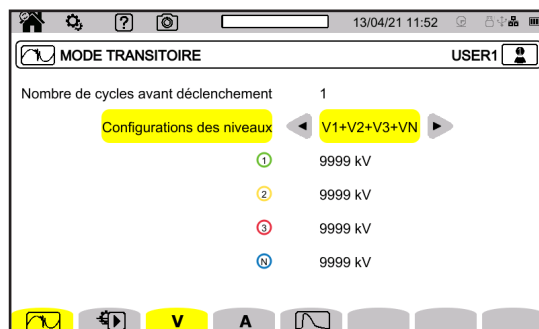 13/04/21 11:52
MODE TRANSITOIRE USER1
Nombre de cycles avant déclenchement 1
Configurations des niveaux V1+V2+V3+VN
1 9999 kV
2 9999 kV
3 9999 kV
N 9999 kV
V A